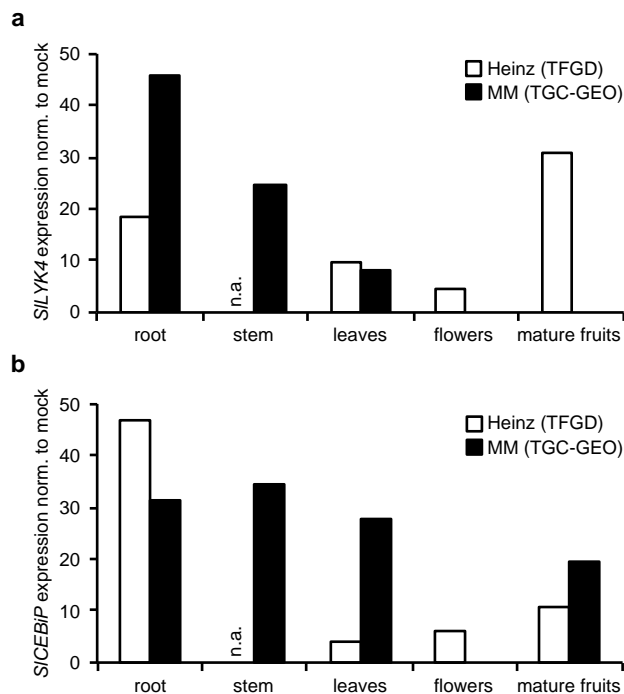 a
SlLYK4 expression norm. to mock
50
40
30
20
10
0
Heinz (TFGD)
MM (TGC-GEO)
n.a.
root stem leaves flowers mature fruits
b
SlCEBiP expression norm. to mock
50
40
30
20
10
0
Heinz (TFGD)
MM (TGC-GEO)
n.a.
root stem leaves flowers mature fruits